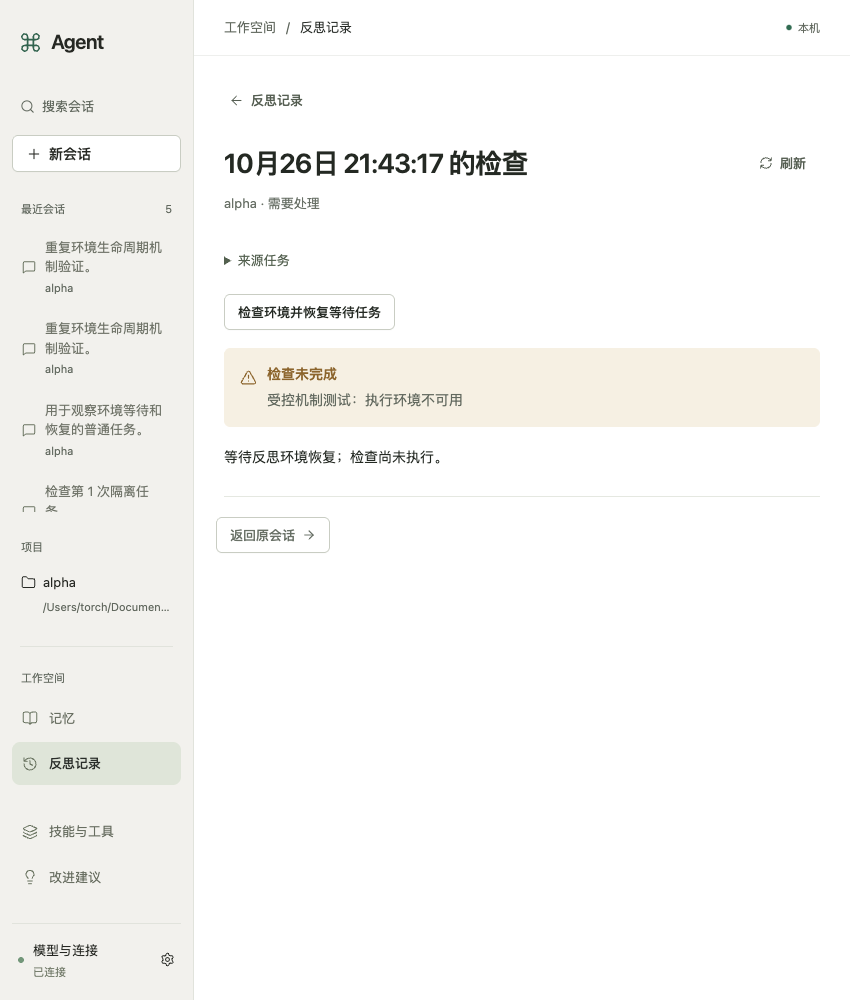 Agent
搜索会话
新会话
最近会话 5
重复环境生命周期机
制验证。
alpha
重复环境生命周期机
制验证。
alpha
用于观察环境等待和
恢复的普通任务。
alpha
检查第 1 次隔离任
务
项目
alpha
/Users/torch/Documen...
工作空间
记忆
反思记录
技能与工具
改进建议
模型与连接
已连接
工作空间 / 反思记录
本机
反思记录
10月26日 21:43:17 的检查
刷新
alpha · 需要处理
来源任务
检查环境并恢复等待任务
检查未完成
受控机制测试：执行环境不可用
等待反思环境恢复；检查尚未执行。
返回原会话